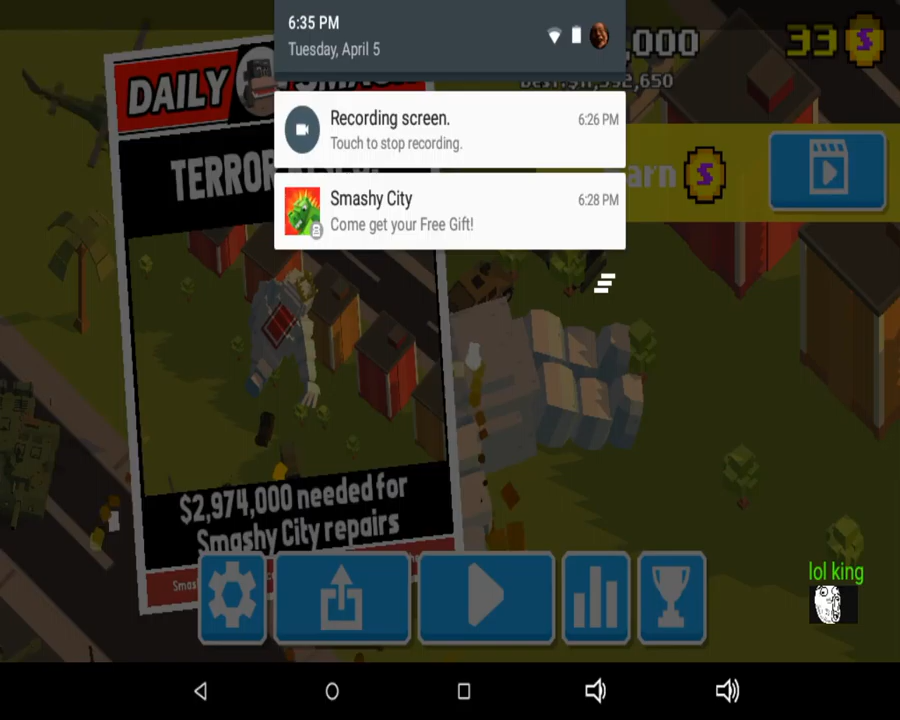 6:35 PM
Tuesday, April 5
,000
33
S
Recording screen.
6:26 PM
Touch to stop recording.
DAILY
TERROR
arn
S
Smashy City
6:28 PM
Come get your Free Gift!
$2,974,000 needed for
Smashy City repairs
lol king